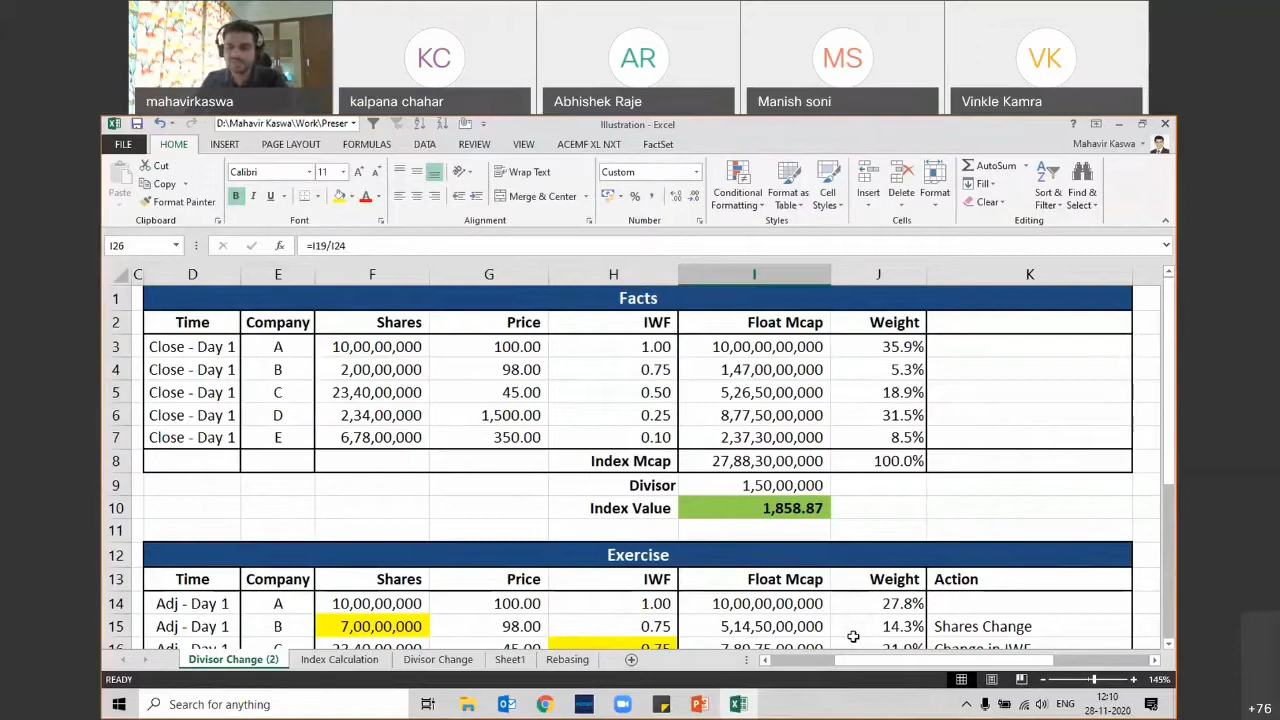 KC
AR
MS
VK
mahavirkaswa
kalpana chahar
Abhishek Raje
Manish soni
Vinkle Kamra
D:\Mahavir Kaswa\Work\Preser
Illustration - Excel
FILE HOME INSERT PAGE LAYOUT FORMULAS DATA REVIEW VIEW ACEMF XL NXT FactSet
Mahavir Kaswa
Paste
Cut
Copy
Format Painter
Clipboard
Calibri 11
B I U
Font
Wrap Text
Merge & Center
Alignment
Custom
Number
Conditional Formatting
Format as Table
Cell Styles
Styles
Insert Delete Format
Cells
AutoSum
Fill
Clear
Sort & Filter
Find & Select
Editing
I26 fx =I19/I24
C D E F G H I J K
1 Facts
2 Time Company Shares Price IWF Float Mcap Weight
3 Close - Day 1 A 10,00,00,000 100.00 1.00 10,00,00,00,000 35.9%
4 Close - Day 1 B 2,00,00,000 98.00 0.75 1,47,00,00,000 5.3%
5 Close - Day 1 C 23,40,00,000 45.00 0.50 5,26,50,00,000 18.9%
6 Close - Day 1 D 2,34,00,000 1,500.00 0.25 8,77,50,00,000 31.5%
7 Close - Day 1 E 6,78,00,000 350.00 0.10 2,37,30,00,000 8.5%
8 Index Mcap 27,88,30,00,000 100.0%
9 Divisor 1,50,00,000
10 Index Value 1,858.87
11
12 Exercise
13 Time Company Shares Price IWF Float Mcap Weight Action
14 Adj - Day 1 A 10,00,00,000 100.00 1.00 10,00,00,00,000 27.8%
15 Adj - Day 1 B 7,00,00,000 98.00 0.75 5,14,50,00,000 14.3% Shares Change
Divisor Change (2) Index Calculation Divisor Change Sheet1 Rebasing
READY 145%
Type here to search
ENG
12:10
28-11-2020
+76